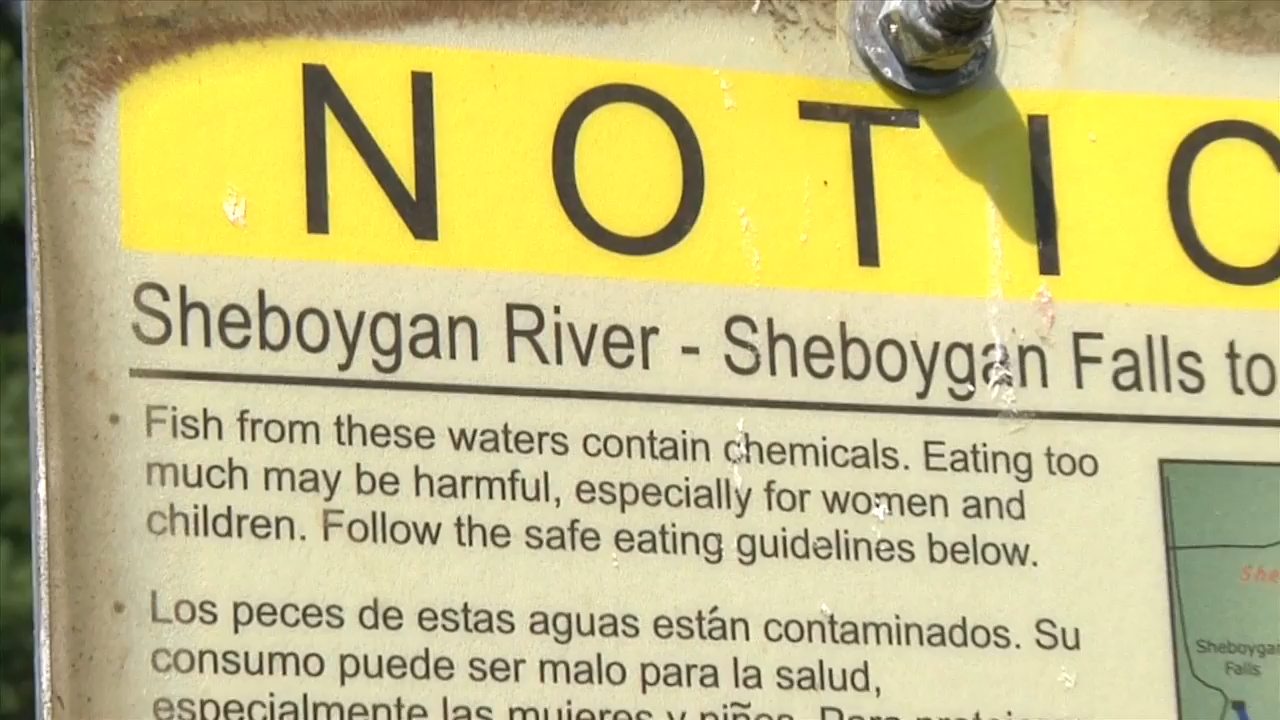 NOTIC
Sheboygan River - Sheboygan Falls to
• Fish from these waters contain chemicals. Eating too
much may be harmful, especially for women and
children. Follow the safe eating guidelines below.
• Los peces de estas aguas están contaminados. Su
consumo puede ser malo para la salud,
especialmente las mujeres y niños. Para
She
Sheboygan
Falls